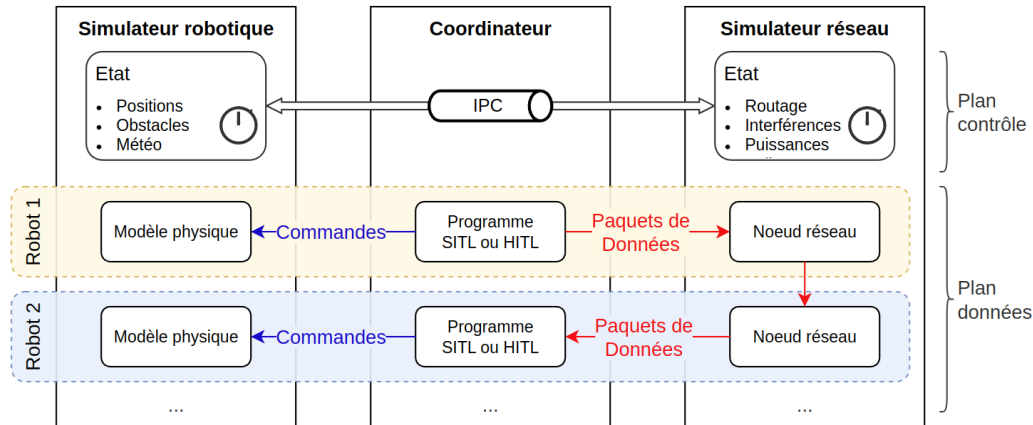 Simulateur robotique
Coordinateur
Simulateur réseau
Etat
• Positions
• Obstacles
• Météo
IPC
Etat
• Routage
• Interférences
• Puissances
Plan
contrôle
Robot 1
Modèle physique
Commandes
Programme
SITL ou HITL
Paquets de
Données
Noeud réseau
Robot 2
Modèle physique
Commandes
Programme
SITL ou HITL
Paquets de
Données
Noeud réseau
Plan
données
...
...
...